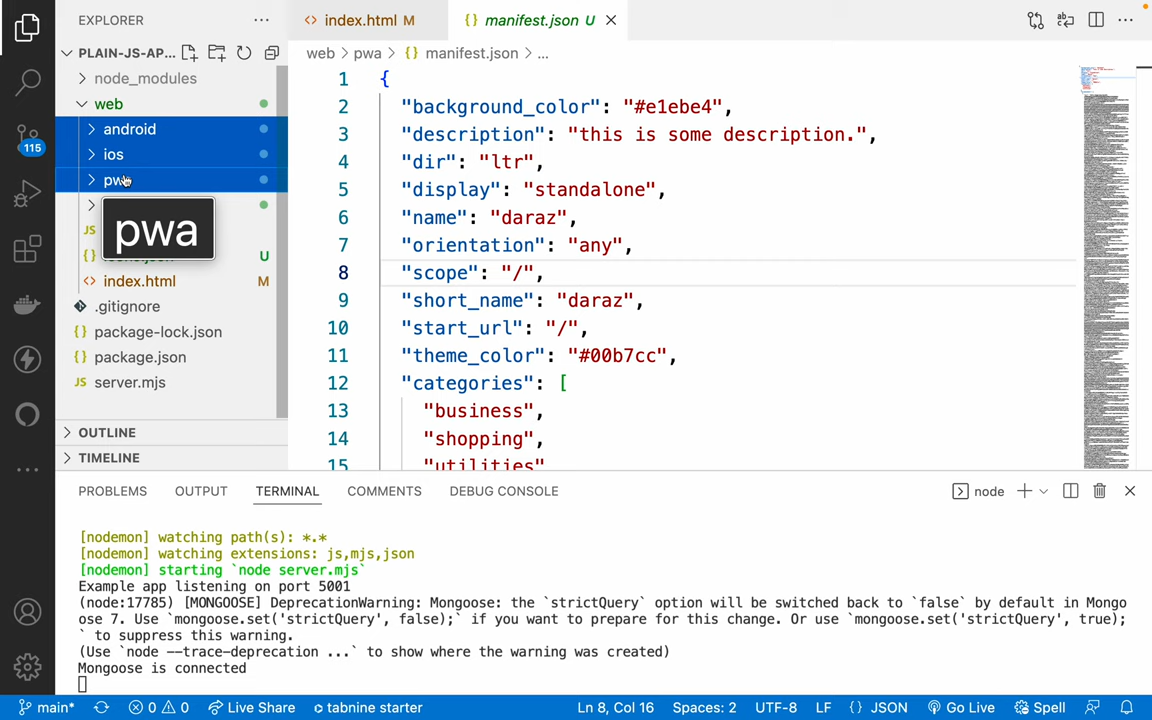 EXPLORER
PLAIN-JS-AP...
node_modules
web
android
ios
pwa
pwa
JS
{} U
<> index.html M
.gitignore
{} package-lock.json
{} package.json
JS server.mjs
OUTLINE
TIMELINE
115
<> index.html M
{} manifest.json U
web > pwa > {} manifest.json > ...
1 {
2 "background_color": "#e1ebe4",
3 "description": "this is some description.",
4 "dir": "ltr",
5 "display": "standalone",
6 "name": "daraz",
7 "orientation": "any",
8 "scope": "/",
9 "short_name": "daraz",
10 "start_url": "/",
11 "theme_color": "#00b7cc",
12 "categories": [
13 "business",
14 "shopping",
15 "utilities"
PROBLEMS OUTPUT TERMINAL COMMENTS DEBUG CONSOLE
node
[nodemon] watching path(s): *.*
[nodemon] watching extensions: js,mjs,json
[nodemon] starting `node server.mjs`
Example app listening on port 5001
(node:17785) [MONGOOSE] DeprecationWarning: Mongoose: the `strictQuery` option will be switched back to `false` by default in Mongo
ose 7. Use `mongoose.set('strictQuery', false);` if you want to prepare for this change. Or use `mongoose.set('strictQuery', true);
` to suppress this warning.
(Use `node --trace-deprecation ...` to show where the warning was created)
Mongoose is connected
main* 0 0 Live Share tabnine starter Ln 8, Col 16 Spaces: 2 UTF-8 LF {} JSON Go Live Spell